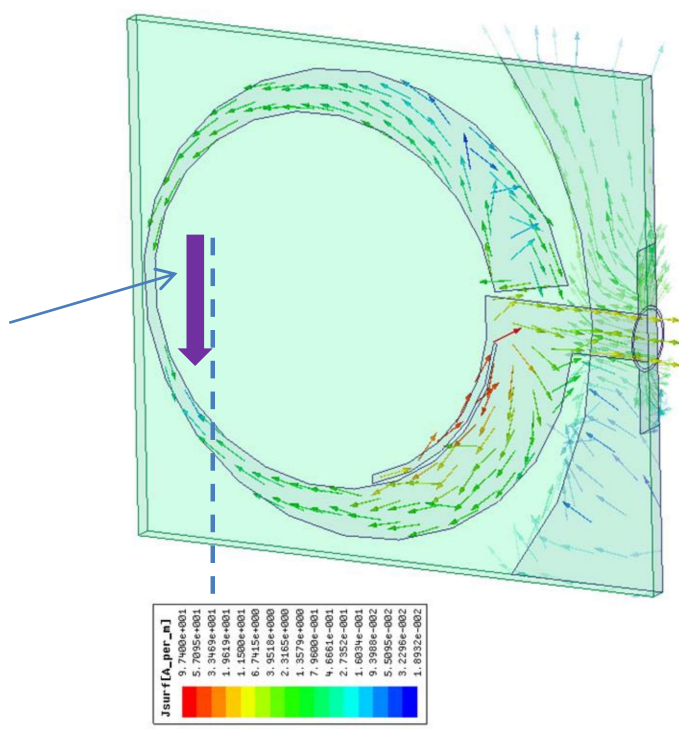 Jsurf[A_per_m]
9.7400e+001
5.7095e+001
3.3469e+001
1.9619e+001
1.1500e+001
6.7415e+000
3.9518e+000
2.3165e+000
1.3579e+000
7.9600e-001
4.6661e-001
2.7352e-001
1.6034e-001
9.3988e-002
5.5095e-002
3.2296e-002
1.8932e-002